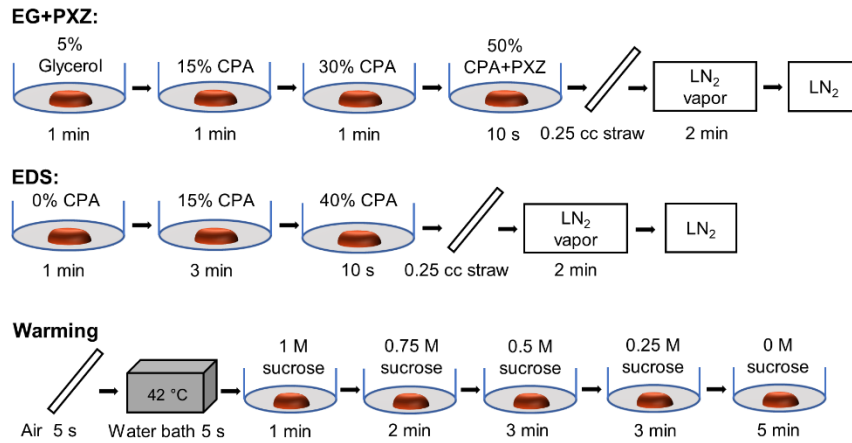 EG+PXZ:
5%
Glycerol
15% CPA
30% CPA
50%
CPA+PXZ
LN2
vapor
LN2
1 min
1 min
1 min
10 s
0.25 cc straw
2 min
EDS:
0% CPA
15% CPA
40% CPA
LN2
vapor
LN2
1 min
3 min
10 s
0.25 cc straw
2 min
Warming
1 M
sucrose
0.75 M
sucrose
0.5 M
sucrose
0.25 M
sucrose
0 M
sucrose
42 °C
Air 5 s
Water bath 5 s
1 min
2 min
3 min
3 min
5 min